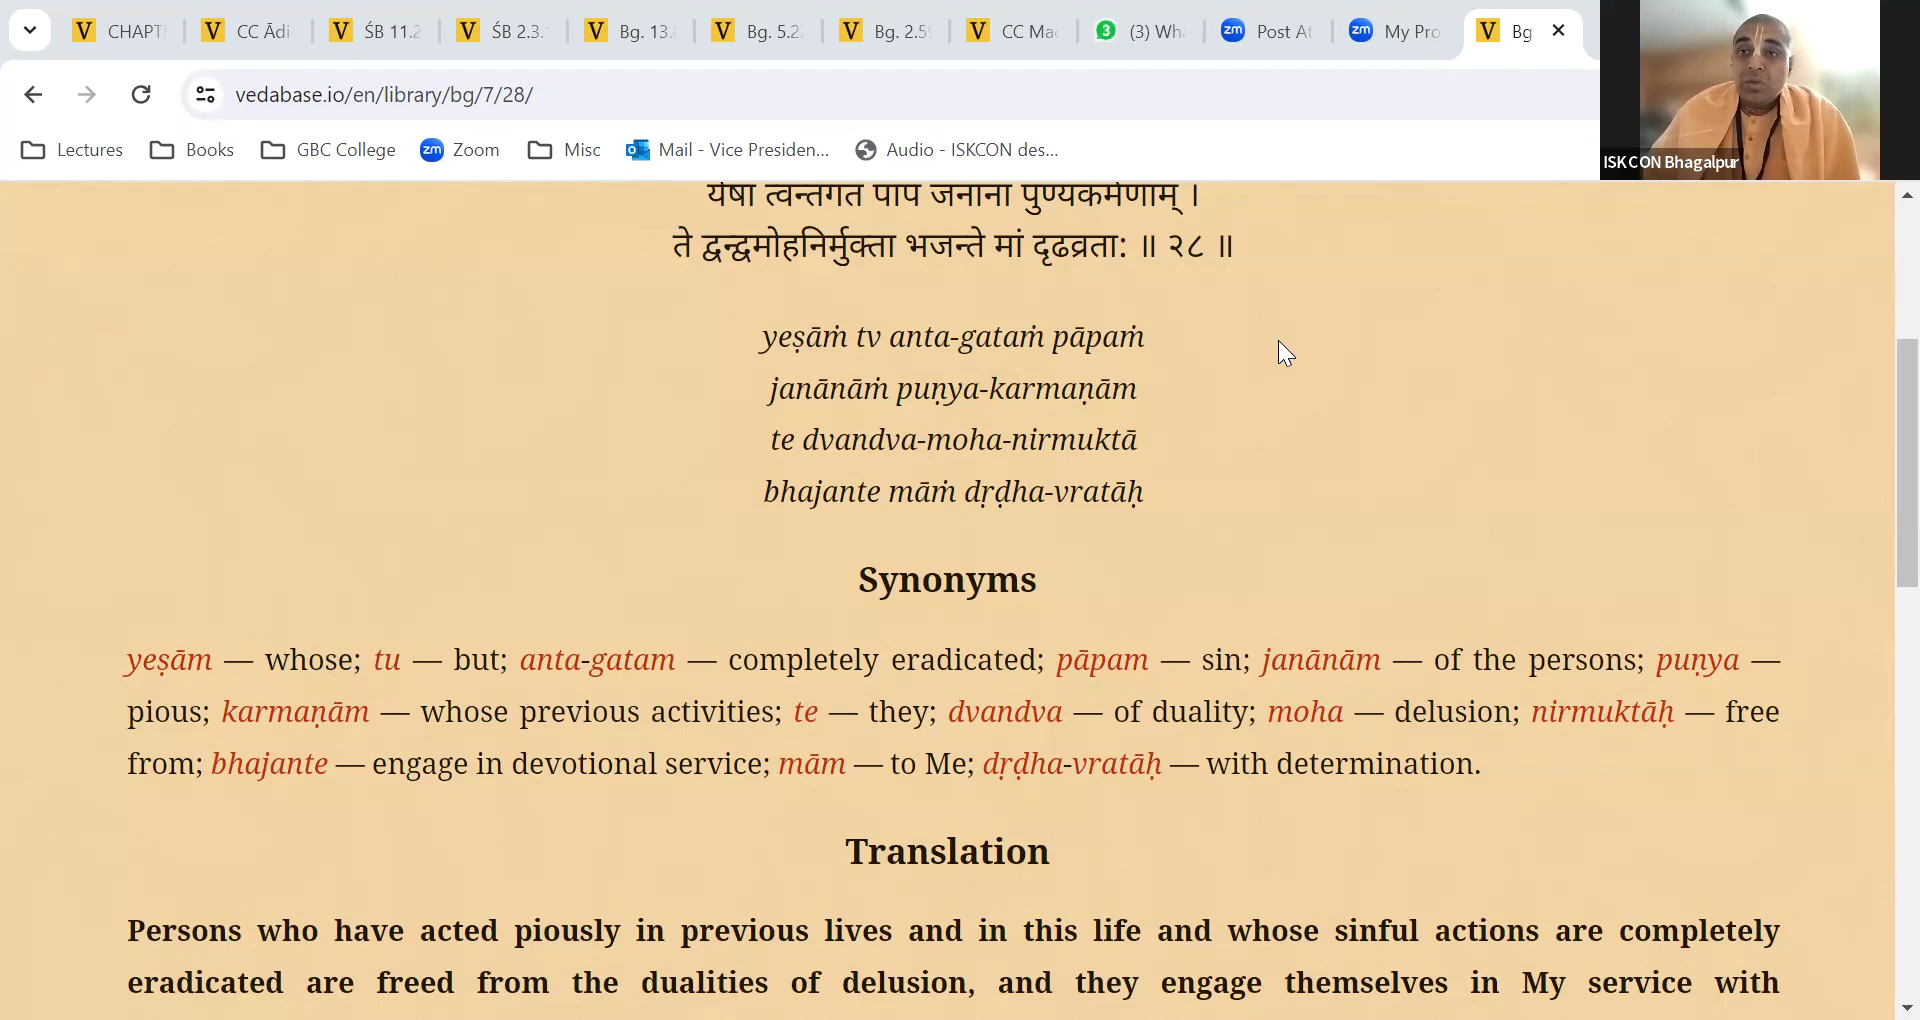 CHAPT
CC Ādi
ŚB 11.2
ŚB 2.3.
Bg. 13.
Bg. 5.2
Bg. 2.5
CC Ma
(3) Wh
Post At
My Pro
Bg
vedabase.io/en/library/bg/7/28/
Lectures
Books
GBC College
zm
Zoom
Misc
Mail - Vice Presiden...
Audio - ISKCON des...
ISKCON Bhagalpur
ते द्वन्द्वमोहनिर्मुक्ता भजन्ते मां दृढव्रता: ॥ २८ ॥
yeṣāṁ tv anta-gataṁ pāpaṁ
janānāṁ puṇya-karmaṇām
te dvandva-moha-nirmuktā
bhajante māṁ dṛḍha-vratāḥ
Synonyms
yeṣām — whose; tu — but; anta-gatam — completely eradicated; pāpam — sin; janānām — of the persons; puṇya —
pious; karmaṇām — whose previous activities; te — they; dvandva — of duality; moha — delusion; nirmuktāḥ — free
from; bhajante — engage in devotional service; mām — to Me; dṛḍha-vratāḥ — with determination.
Translation
Persons who have acted piously in previous lives and in this life and whose sinful actions are completely
eradicated are freed from the dualities of delusion, and they engage themselves in My service with